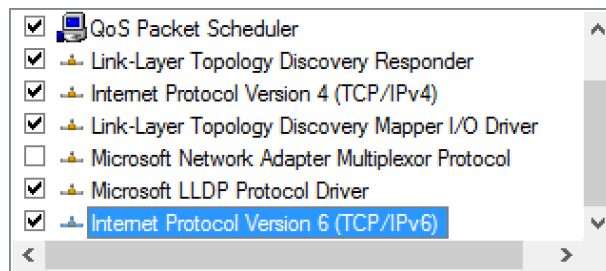 QoS Packet Scheduler
Link-Layer Topology Discovery Responder
Internet Protocol Version 4 (TCP/IPv4)
Link-Layer Topology Discovery Mapper I/O Driver
Microsoft Network Adapter Multiplexor Protocol
Microsoft LLDP Protocol Driver
Internet Protocol Version 6 (TCP/IPv6)